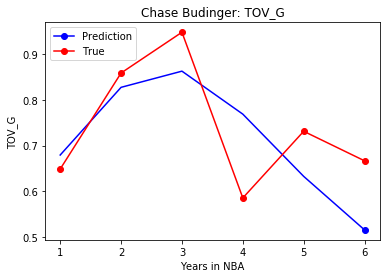 Chase Budinger: TOV_G
Prediction
True
TOV_G
0.9
0.8
0.7
0.6
0.5
1 2 3 4 5 6
Years in NBA